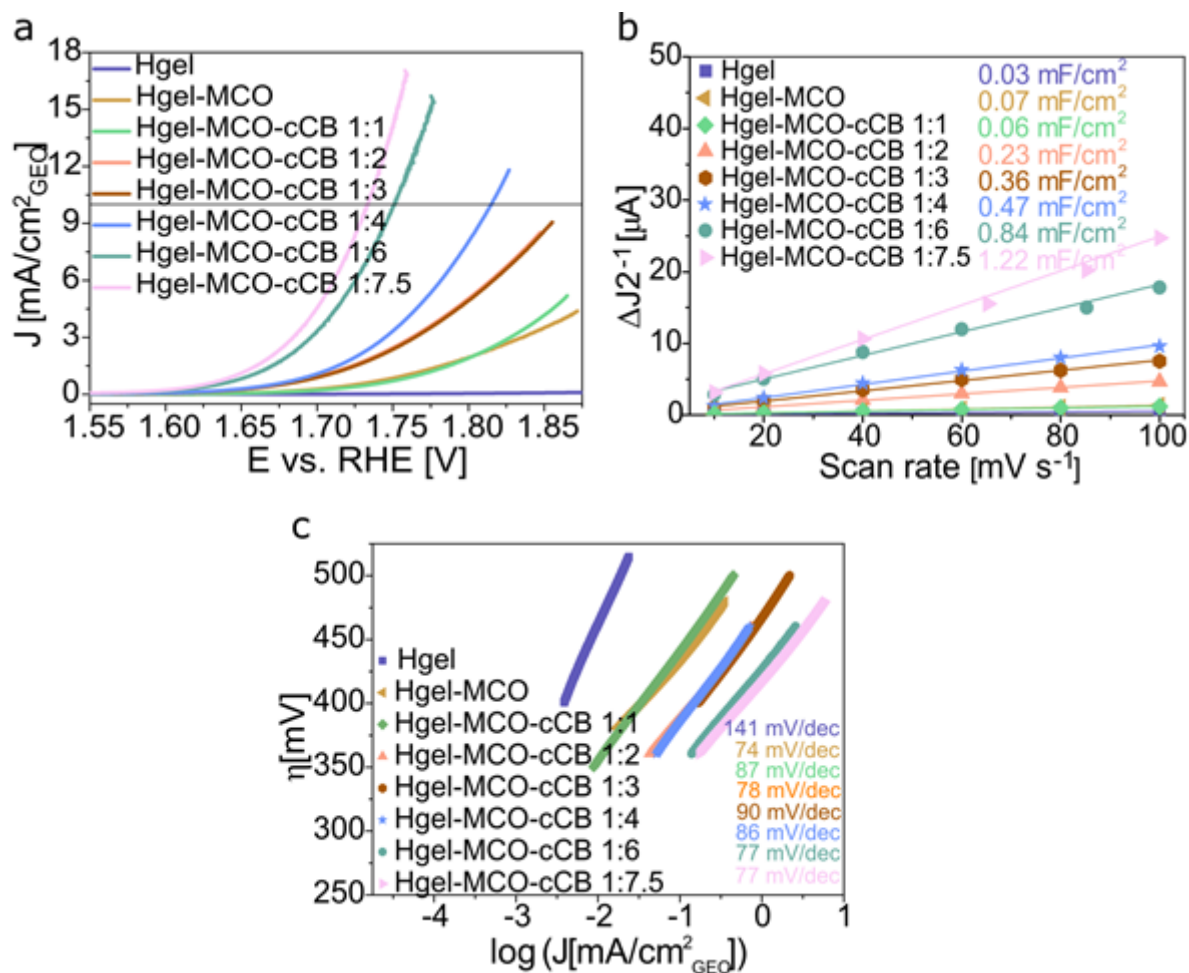 a
J [mA/cm²GEO]
18
15
12
9
6
3
0
Hgel
Hgel-MCO
Hgel-MCO-cCB 1:1
Hgel-MCO-cCB 1:2
Hgel-MCO-cCB 1:3
Hgel-MCO-cCB 1:4
Hgel-MCO-cCB 1:6
Hgel-MCO-cCB 1:7.5
1.55 1.60 1.65 1.70 1.75 1.80 1.85
E vs. RHE [V]
b
ΔJ2⁻¹ [µA]
50
40
30
20
10
0
Hgel 0.03 mF/cm²
Hgel-MCO 0.07 mF/cm²
Hgel-MCO-cCB 1:1 0.06 mF/cm²
Hgel-MCO-cCB 1:2 0.23 mF/cm²
Hgel-MCO-cCB 1:3 0.36 mF/cm²
Hgel-MCO-cCB 1:4 0.47 mF/cm²
Hgel-MCO-cCB 1:6 0.84 mF/cm²
Hgel-MCO-cCB 1:7.5 1.22 mF/cm²
20 40 60 80 100
Scan rate [mV s⁻¹]
c
η[mV]
500
450
400
350
300
250
Hgel
Hgel-MCO
Hgel-MCO-cCB 1:1
Hgel-MCO-cCB 1:2
Hgel-MCO-cCB 1:3
Hgel-MCO-cCB 1:4
Hgel-MCO-cCB 1:6
Hgel-MCO-cCB 1:7.5
141 mV/dec
74 mV/dec
87 mV/dec
78 mV/dec
90 mV/dec
86 mV/dec
77 mV/dec
77 mV/dec
-4 -3 -2 -1 0 1
log (J[mA/cm²GEO])